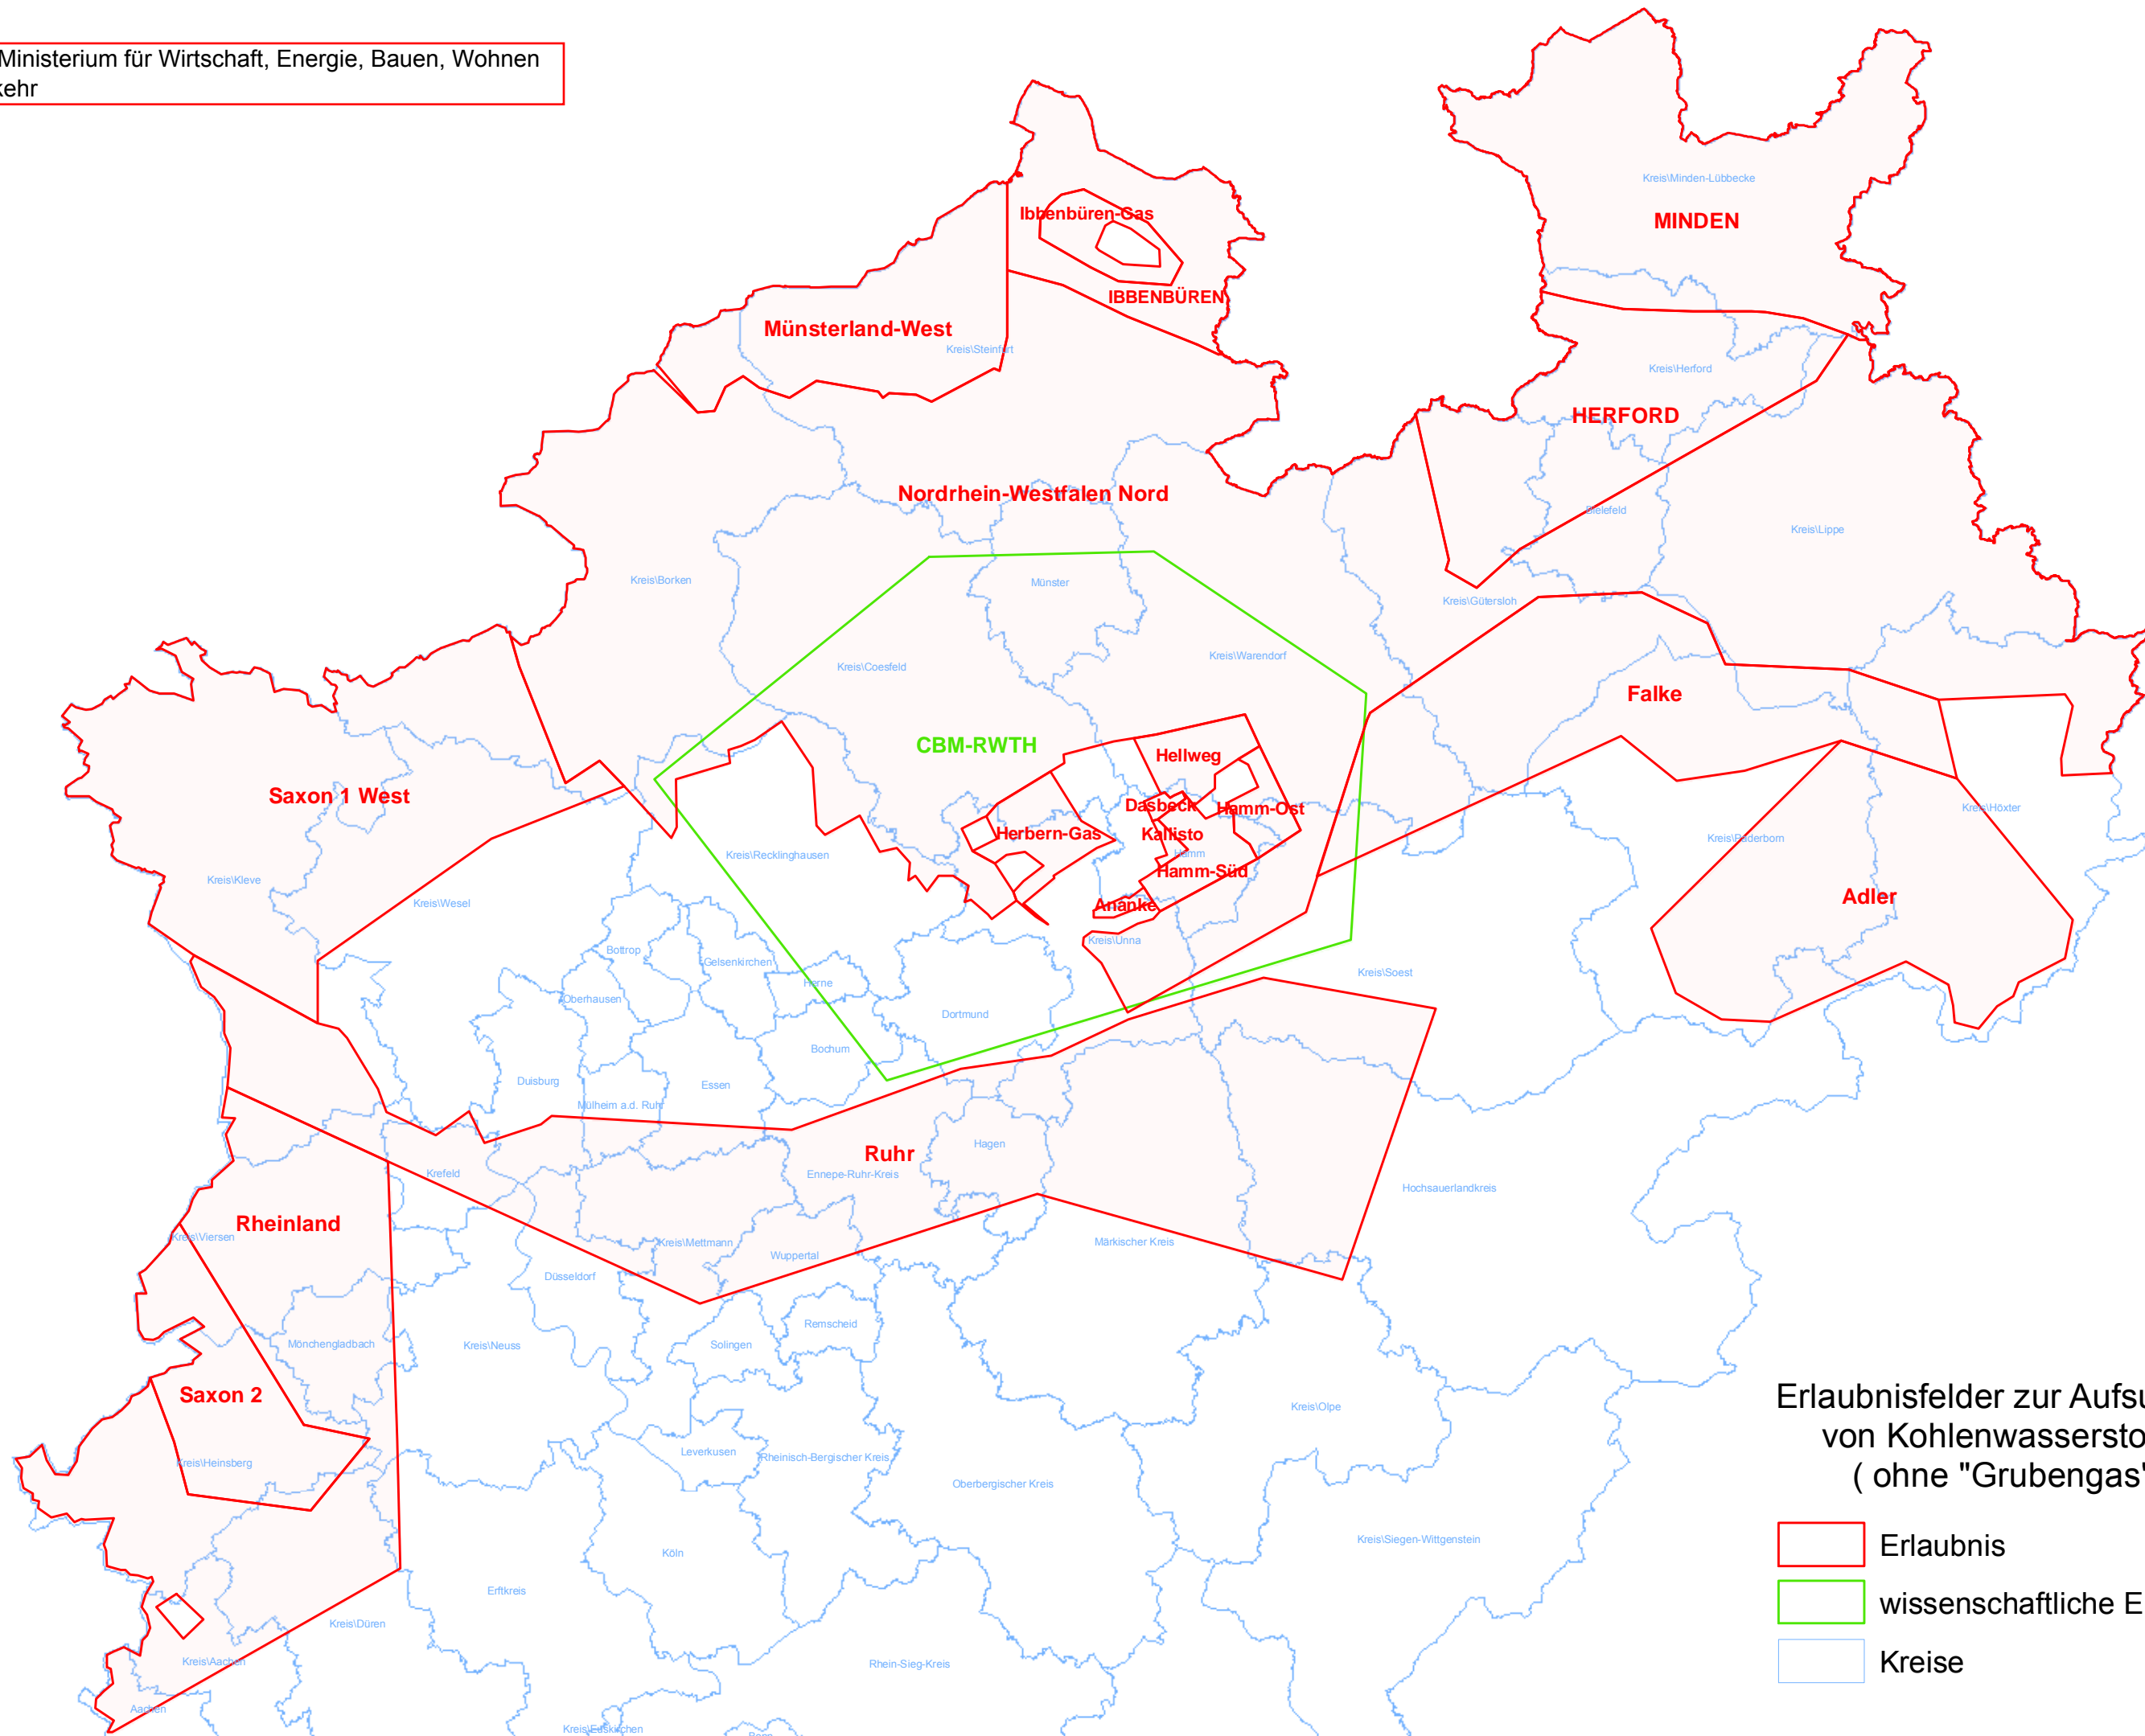 Ministerium für Wirtschaft, Energie, Bauen, Wohnen
Kreis\Minden-Lübbecke
MINDEN
Ibbenbüren-Gas
IBBENBÜREN
Münsterland-West
Kreis\Steinfurt
Kreis\Herford
HERFORD
Nordrhein-Westfalen Nord
Bielefeld
Kreis\Lippe
Kreis\Borken
Münster
Kreis\Gütersloh
Kreis\Coesfeld
Kreis\Warendorf
Falke
CBM-RWTH
Hellweg
Saxon 1 West
Dasbeck
Hamm-Ost
Kreis\Höxter
Herbern-Gas
Kallisto
Kreis\Paderborn
Kreis\Recklinghausen
Hamm
Kreis\Kleve
Hamm-Süd
Kreis\Wesel
Ananke
Adler
Kreis\Unna
Bottrop
Gelsenkirchen
Kreis\Soest
Herne
Oberhausen
Dortmund
Bochum
Duisburg
Essen
Mülheim a.d. Ruhr
Ruhr
Hagen
Krefeld
Ennepe-Ruhr-Kreis
Hochsauerlandkreis
Rheinland
Kreis\Viersen
Kreis\Mettmann
Wuppertal
Märkischer Kreis
Düsseldorf
Remscheid
Mönchengladbach
Kreis\Neuss
Solingen
Saxon 2
Kreis\Olpe
Leverkusen
Rheinisch-Bergischer Kreis
Kreis\Heinsberg
Oberbergischer Kreis
Kreis\Siegen-Wittgenstein
Köln
Erftkreis
Kreis\Düren
Kreis\Aachen
Rhein-Sieg-Kreis
Aachen
Kreis\Euskirchen
von
( ohne "Grubengas"
Erlaubnisfelder zur
Erlaubnis
wissenschaftliche
Kreise